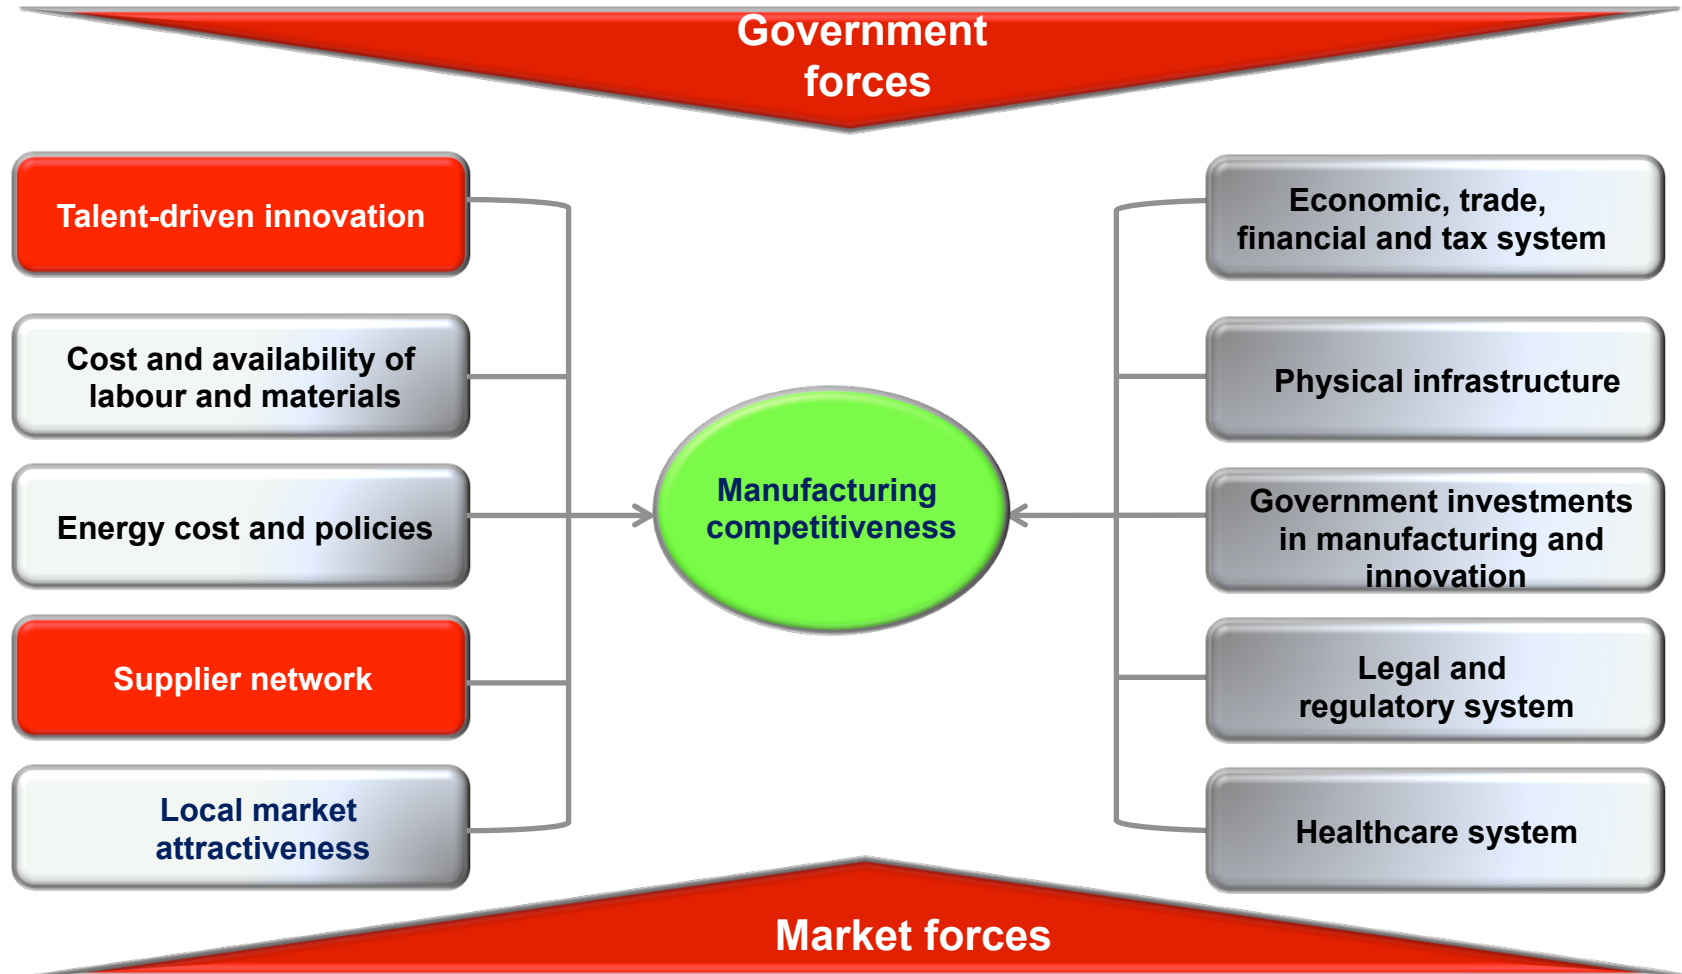 Government
forces
Talent-driven innovation
Cost and availability of
labour and materials
Energy cost and policies
Supplier network
Local market
attractiveness
Manufacturing
competitiveness
Economic, trade,
financial and tax system
Physical infrastructure
Government investments
in manufacturing and
innovation
Legal and
regulatory system
Healthcare system
Market forces